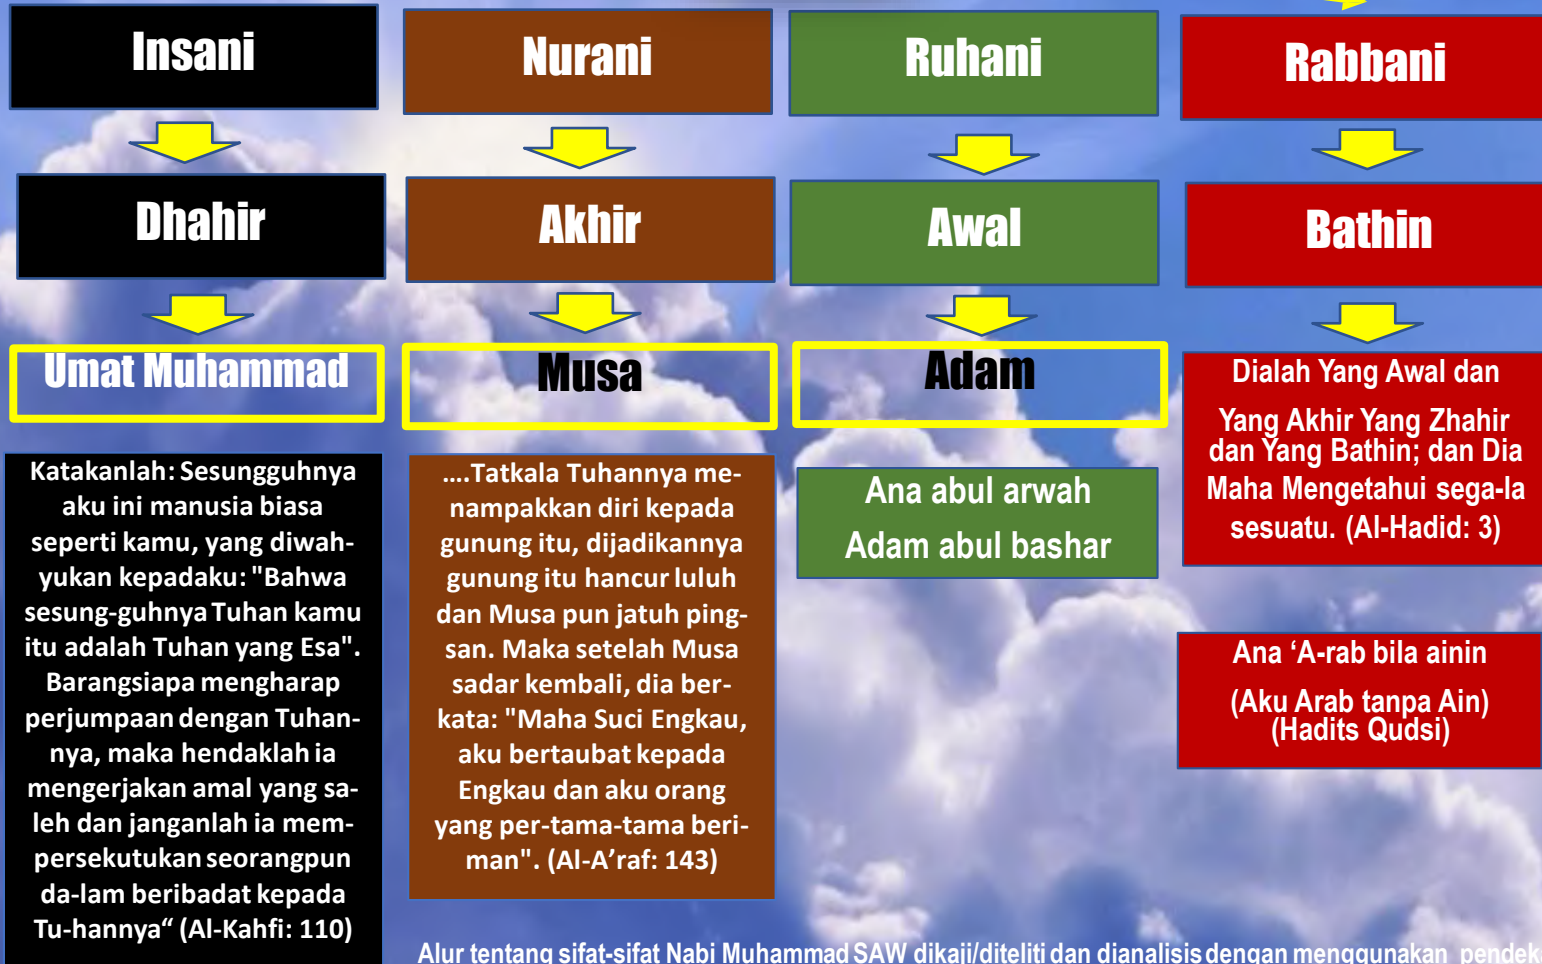 Insani
Nurani
Ruhani
Rabbani
Dhahir
Akhir
Awal
Bathin
Umat Muhammad
Musa
Adam
Katakanlah: Sesungguhnya
aku ini manusia biasa
seperti kamu, yang diwah-
yukan kepadaku: "Bahwa
sesung-guhnya Tuhan kamu
itu adalah Tuhan yang Esa".
Barangsiapa mengharap
perjumpaan dengan Tuhan-
nya, maka hendaklah ia
mengerjakan amal yang sa-
leh dan janganlah ia mem-
persekutukan seorangpun
da-lam beribadat kepada
Tu-hannya“ (Al-Kahfi: 110)
....Tatkala Tuhannya me-
nampakkan diri kepada
gunung itu, dijadikannya
gunung itu hancur luluh
dan Musa pun jatuh ping-
san. Maka setelah Musa
sadar kembali, dia ber-
kata: "Maha Suci Engkau,
aku bertaubat kepada
Engkau dan aku orang
yang per-tama-tama beri-
man". (Al-A’raf: 143)
Ana abul arwah
Adam abul bashar
Dialah Yang Awal dan
Yang Akhir Yang Zhahir
dan Yang Bathin; dan Dia
Maha Mengetahui sega-la
sesuatu. (Al-Hadid: 3)
Ana ‘A-rab bila ainin
(Aku Arab tanpa Ain)
(Hadits Qudsi)
Alur tentang sifat-sifat Nabi Muhammad SAW dikaji/diteliti dan dianalisis dengan menggunakan